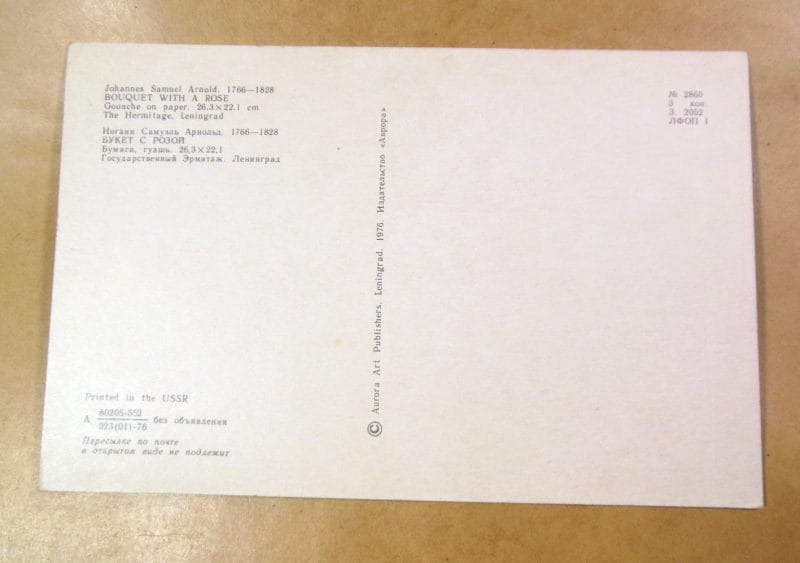 Johannes Samuel Arnold. 1766—1828
BOUQUET WITH A ROSE
Gouache on paper. 26.3×22.1 cm
The Hermitage, Leningrad
Иоганн Самуэль Арнольд. 1766—1828
БУКЕТ С РОЗОЙ
Бумага, гуашь. 26,3×22,1
Государственный Эрмитаж. Ленинград
Printed in the USSR
А 80205-552 без объявления
023(01)-76
Пересылке по почте
в открытом виде не подлежит
© Aurora Art Publishers. Leningrad. 1976. Издательство «Аврора»
№ 2860
3 коп
З. 2052
ЛФОП 1